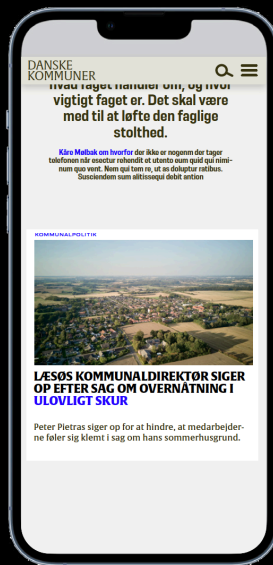 DANSKE
KOMMUNER
hvad faget handler om, og hvor
vigtigt faget er. Det skal være
med til at løfte den faglige
stolthed.
Kåre Mølbak om hvorfor der ikke er nogenm der tager
telefonen når osectur rehendit et utento eum quid qui nimi-
num quo vent. Nem qui tem re, ut as doluptur ratibus.
Susciendem sum alitissequi debit antion
KOMMUNALPOLITIK
LÆSØS KOMMUNALDIREKTØR SIGER
OP EFTER SAG OM OVERNÅTNING I
ULOVLIGT SKUR
Peter Pietras siger op for at hindre, at medarbejder-
ne føler sig klemt i sag om hans sommerhusgrund.